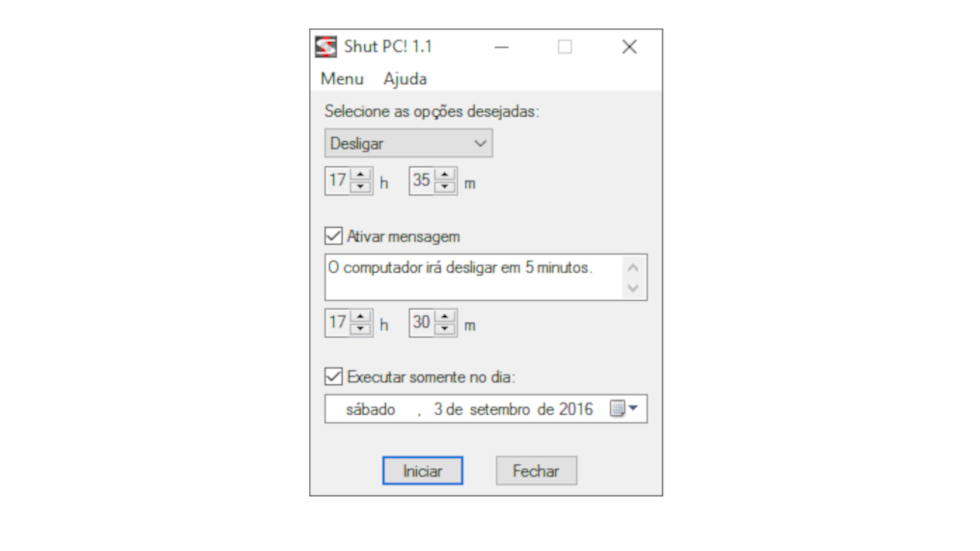 Shut PC! 1.1
Menu Ajuda
Selecione as opções desejadas:
Desligar
17 h 35 m
Ativar mensagem
O computador irá desligar em 5 minutos.
17 h 30 m
Executar somente no dia:
sábado , 3 de setembro de 2016
Iniciar Fechar